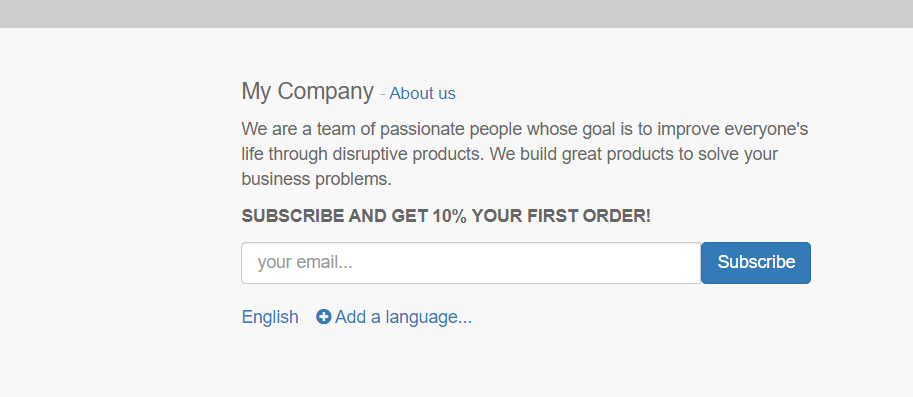 My Company - About us
We are a team of passionate people whose goal is to improve everyone's
life through disruptive products. We build great products to solve your
business problems.
SUBSCRIBE AND GET 10% YOUR FIRST ORDER!
your email... Subscribe
English Add a language...